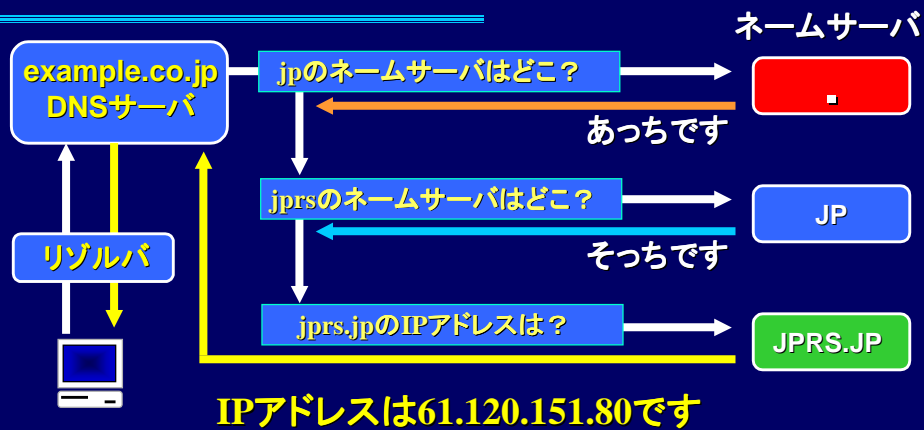 ネームサーバ
example.co.jp
DNSサーバ
jpのネームサーバはどこ？
.
あっちです
jprsのネームサーバはどこ？
JP
そっちです
リゾルバ
jprs.jpのIPアドレスは？
JPRS.JP
IPアドレスは61.120.151.80です